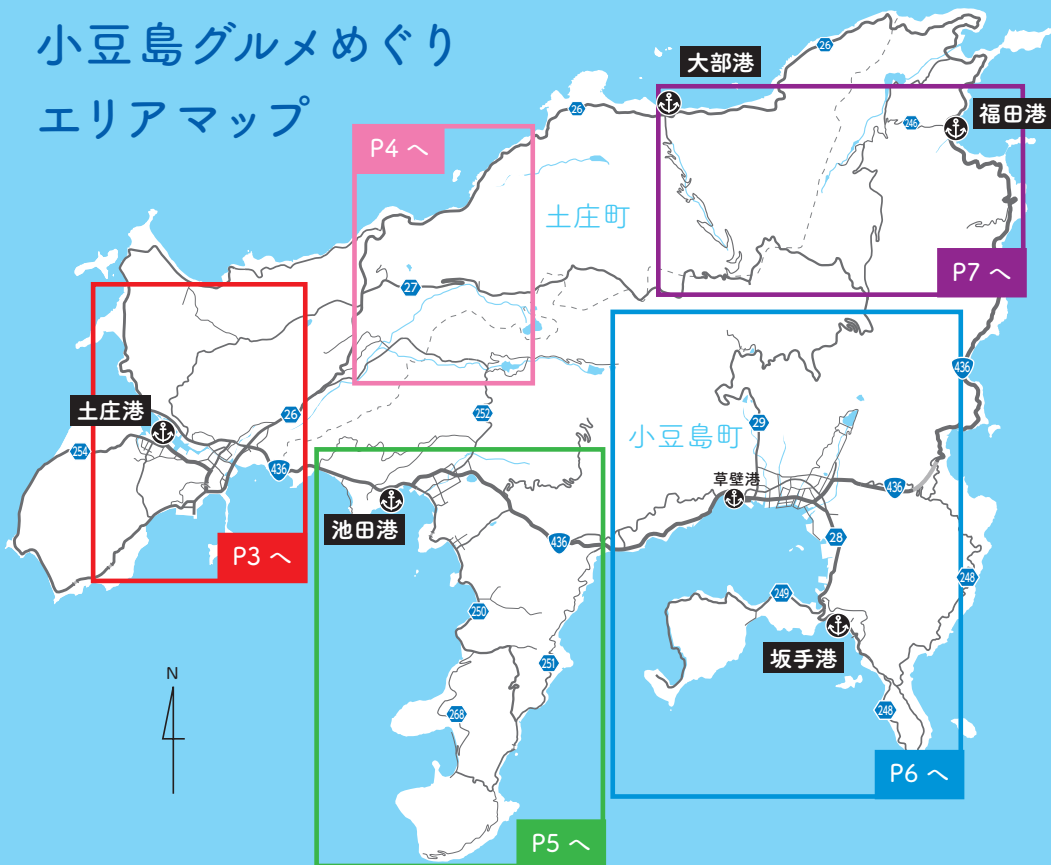 小豆島グルメめぐり
エリアマップ
大部港
福田港
P4 へ
土庄町
P7 へ
土庄港
小豆島町
草壁港
池田港
P3 へ
坂手港
P6 へ
P5 へ
N
26
26
246
27
436
26
252
29
254
436
436
436
28
248
249
250
251
268
248